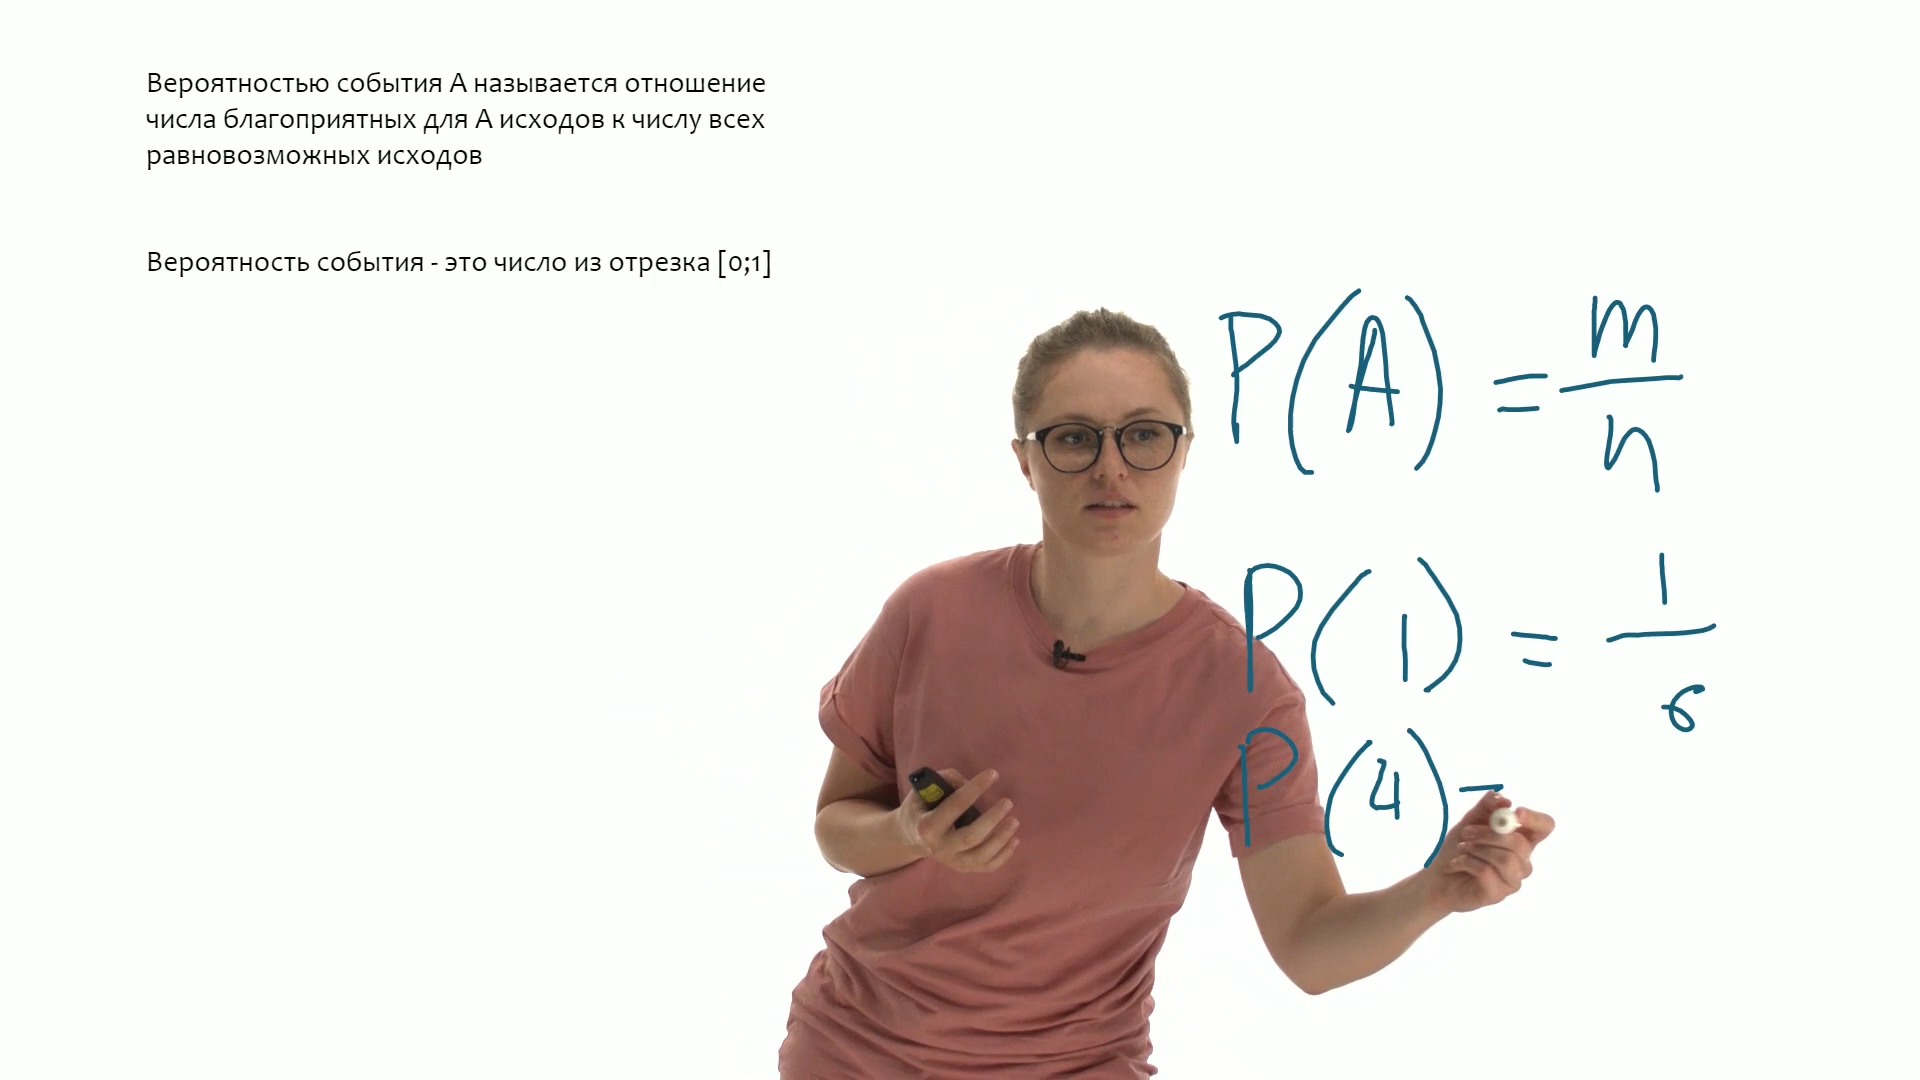 Вероятностью события А называется отношение
числа благоприятных для А исходов к числу всех
равновозможных исходов
Вероятность события - это число из отрезка [0;1]
P(A) = m/n
P(1) = 1/6
P(4) =